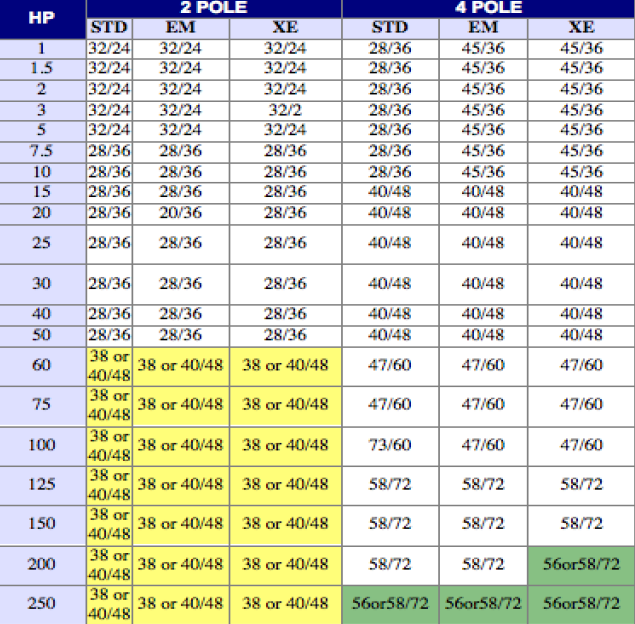 HP 2 POLE 4 POLE
STD EM XE STD EM XE
1 32/24 32/24 32/24 28/36 45/36 45/36
1.5 32/24 32/24 32/24 28/36 45/36 45/36
2 32/24 32/24 32/24 28/36 45/36 45/36
3 32/24 32/24 32/2 28/36 45/36 45/36
5 32/24 32/24 32/24 28/36 45/36 45/36
7.5 28/36 28/36 28/36 28/36 45/36 45/36
10 28/36 28/36 28/36 28/36 45/36 45/36
15 28/36 28/36 28/36 40/48 40/48 40/48
20 28/36 20/36 28/36 40/48 40/48 40/48
25 28/36 28/36 28/36 40/48 40/48 40/48
30 28/36 28/36 28/36 40/48 40/48 40/48
40 28/36 28/36 28/36 40/48 40/48 40/48
50 28/36 28/36 28/36 40/48 40/48 40/48
60 38 or 40/48 38 or 40/48 38 or 40/48 47/60 47/60 47/60
75 38 or 40/48 38 or 40/48 38 or 40/48 47/60 47/60 47/60
100 38 or 40/48 38 or 40/48 38 or 40/48 73/60 47/60 47/60
125 38 or 40/48 38 or 40/48 38 or 40/48 58/72 58/72 58/72
150 38 or 40/48 38 or 40/48 38 or 40/48 58/72 58/72 58/72
200 38 or 40/48 38 or 40/48 38 or 40/48 58/72 58/72 56or58/72
250 38 or 40/48 38 or 40/48 38 or 40/48 56or58/72 56or58/72 56or58/72